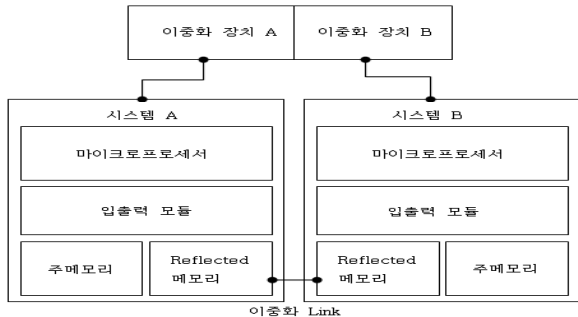 이중화 장치 A 이중화 장치 B
시스템 A 시스템 B
마이크로프로세서 마이크로프로세서
입출력 모듈 입출력 모듈
주메모리 Reflected 메모리 Reflected 메모리 주메모리
이중화 Link